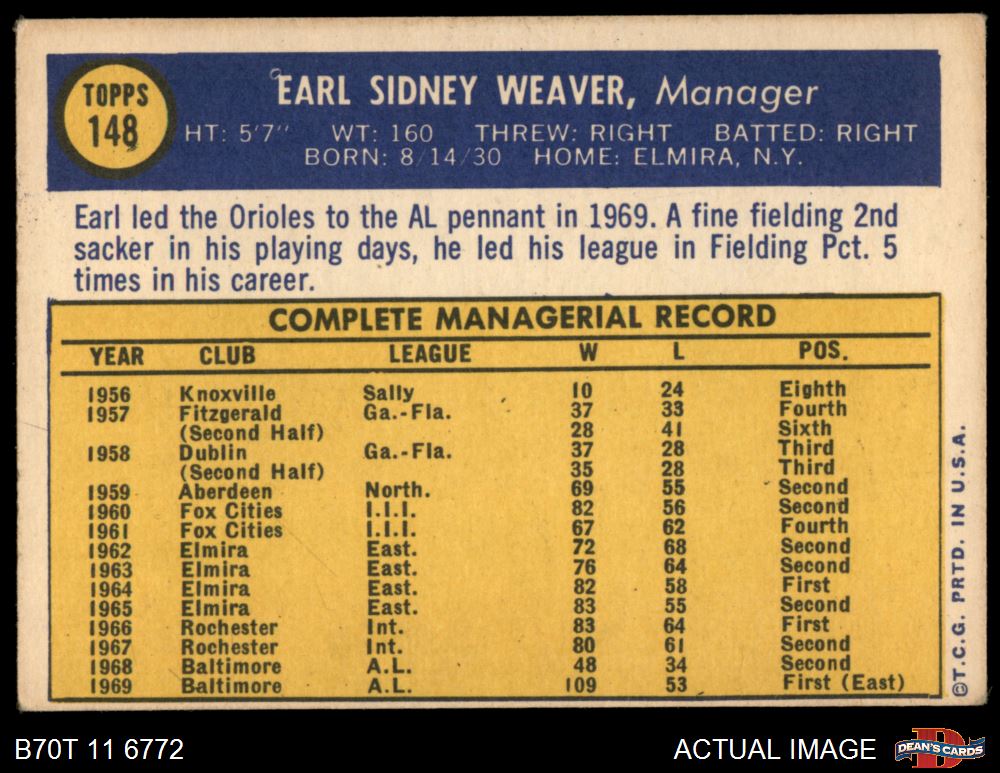 TOPPS
148
EARL SIDNEY WEAVER, Manager
HT: 5'7" WT: 160 THREW: RIGHT BATTED: RIGHT
BORN: 8/14/30 HOME: ELMIRA, N.Y.
Earl led the Orioles to the AL pennant in 1969. A fine fielding 2nd
sacker in his playing days, he led his league in Fielding Pct. 5
times in his career.
COMPLETE MANAGERIAL RECORD
YEAR CLUB LEAGUE W L POS.
1956 Knoxville Sally 10 24 Eighth
1957 Fitzgerald Ga.-Fla. 37 33 Fourth
(Second Half) 28 41 Sixth
1958 Dublin Ga.-Fla. 37 28 Third
(Second Half) 35 28 Third
1959 Aberdeen North. 69 55 Second
1960 Fox Cities I.I.I. 82 56 Second
1961 Fox Cities I.I.I. 67 62 Fourth
1962 Elmira East. 72 68 Second
1963 Elmira East. 76 64 Second
1964 Elmira East. 82 58 First
1965 Elmira East. 83 55 Second
1966 Rochester Int. 83 64 First
1967 Rochester Int. 80 61 Second
1968 Baltimore A.L. 48 34 Second
1969 Baltimore A.L. 109 53 First (East)
©T.C.G. PRTD. IN U.S.A.
B70T 11 6772
ACTUAL IMAGE
D
DEAN'S CARDS